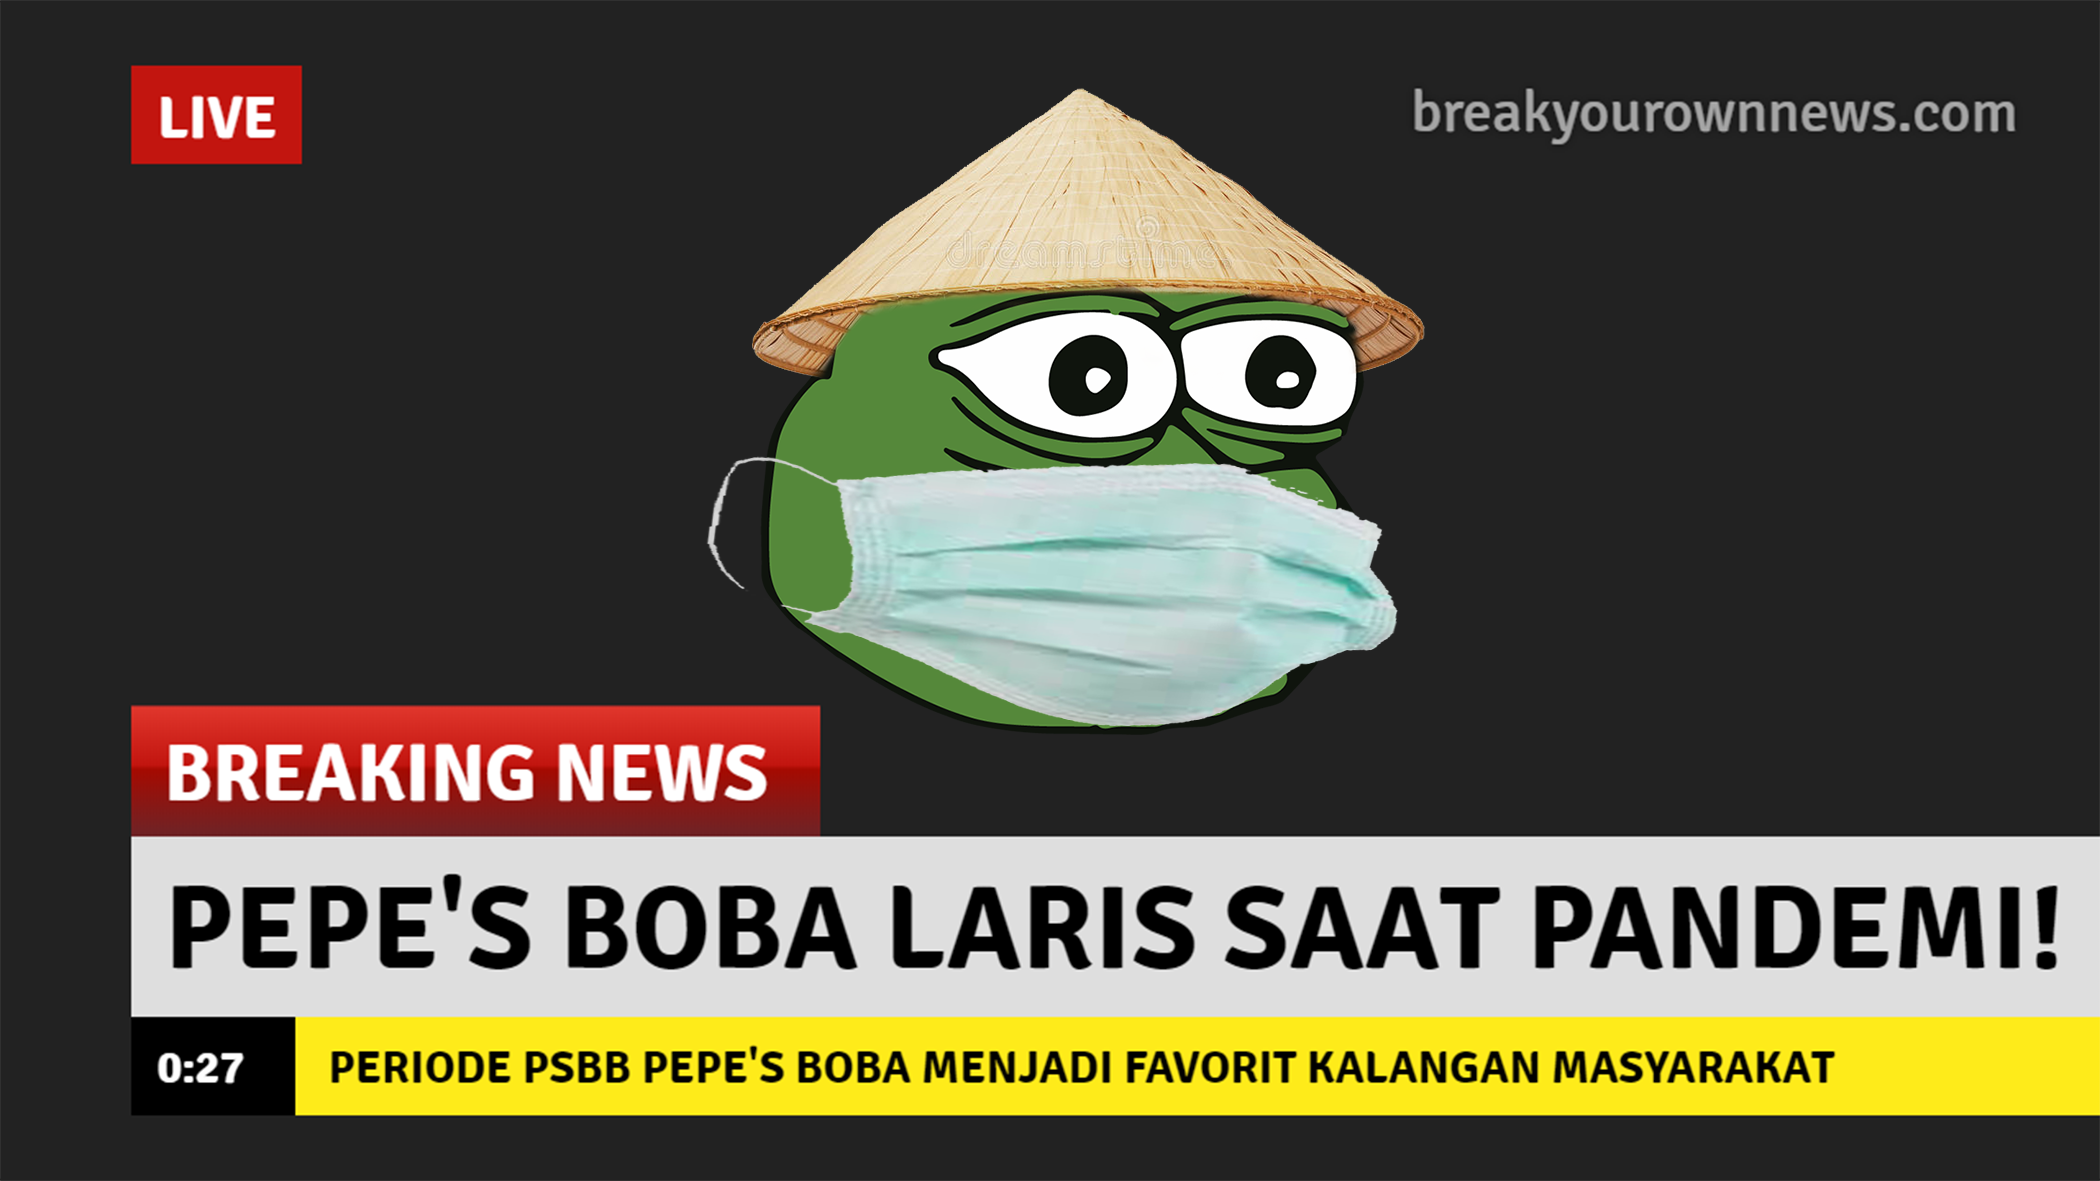 LIVE
breakyourownnews.com
dreamstime
BREAKING NEWS
PEPE'S BOBA LARIS SAAT PANDEMI!
0:27
PERIODE PSBB PEPE'S BOBA MENJADI FAVORIT KALANGAN MASYARAKAT